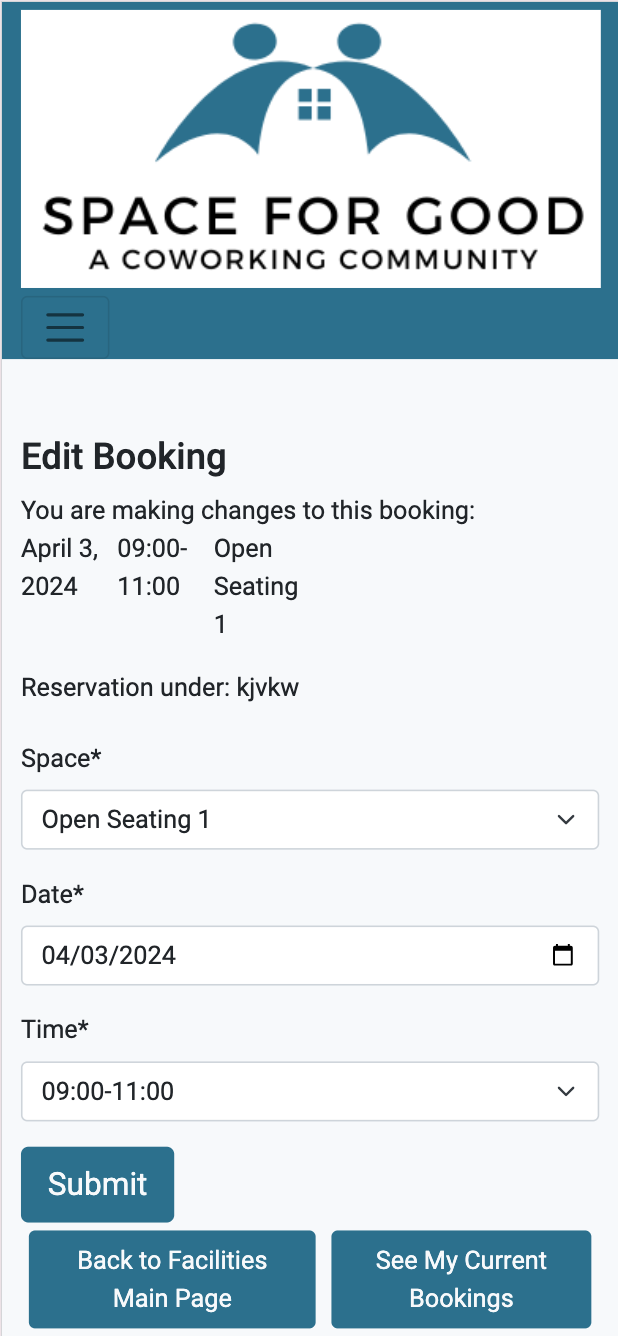 SPACE FOR GOOD
A COWORKING COMMUNITY
Edit Booking
You are making changes to this booking:
April 3, 09:00- Open
2024 11:00 Seating
1
Reservation under: kjvkw
Space*
Open Seating 1
Date*
04/03/2024
Time*
09:00-11:00
Submit
Back to Facilities See My Current
Main Page Bookings